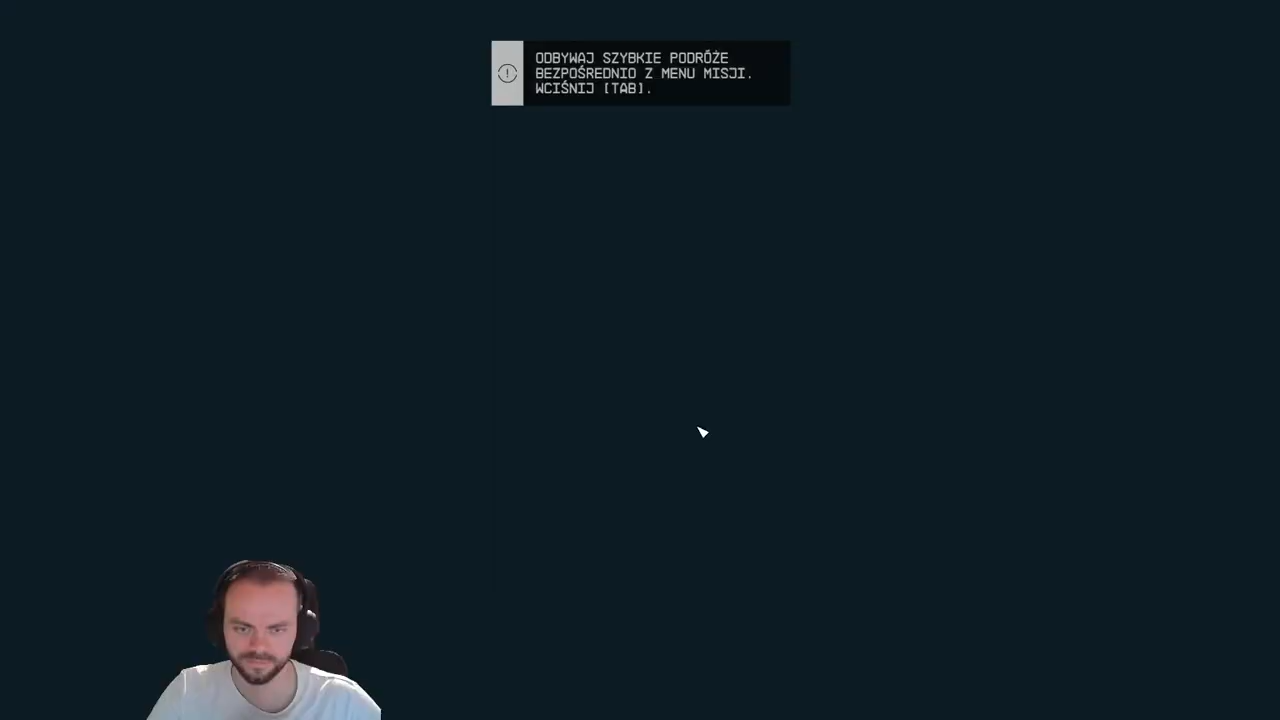 ODBYWAJ SZYBKIE PODRÓŻE
BEZPOŚREDNIO Z MENU MISJI.
WCIŚNIJ [TAB].